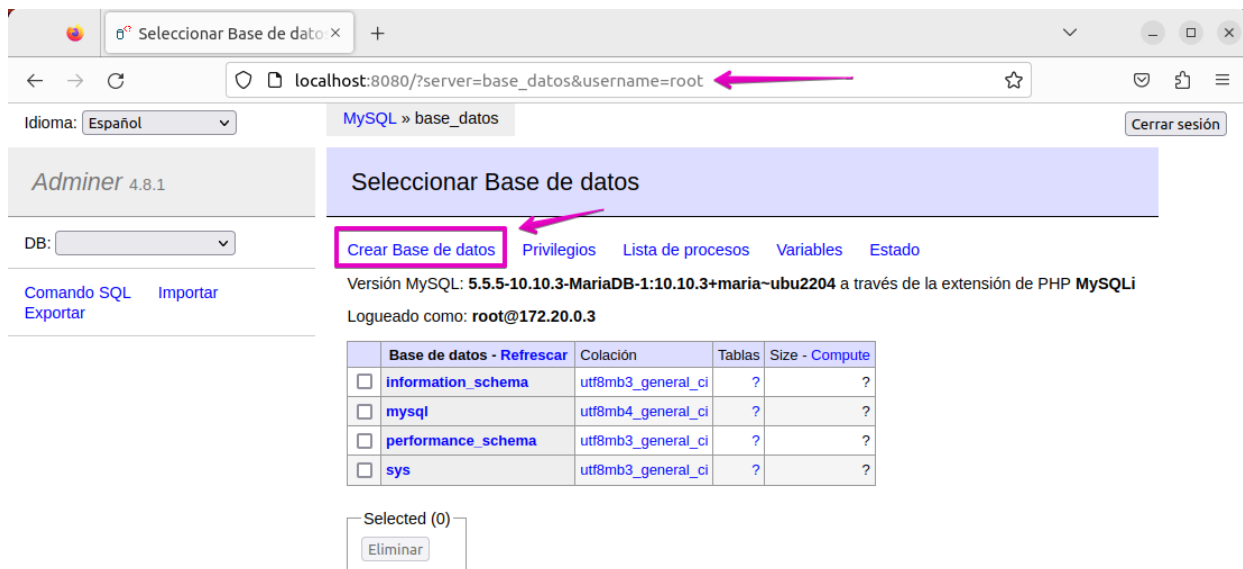 Seleccionar Base de dato
localhost:8080/?server=base_datos&username=root
Idioma: Español
MySQL » base_datos
Cerrar sesión
Adminer 4.8.1
Seleccionar Base de datos
DB:
Crear Base de datos Privilegios Lista de procesos Variables Estado
Comando SQL Importar
Exportar
Versión MySQL: 5.5.5-10.10.3-MariaDB-1:10.10.3+maria~ubu2204 a través de la extensión de PHP MySQLi
Logueado como: root@172.20.0.3
Base de datos - Refrescar Colación Tablas Size - Compute
information_schema utf8mb3_general_ci ? ?
mysql utf8mb4_general_ci ? ?
performance_schema utf8mb3_general_ci ? ?
sys utf8mb3_general_ci ? ?
Selected (0)
Eliminar